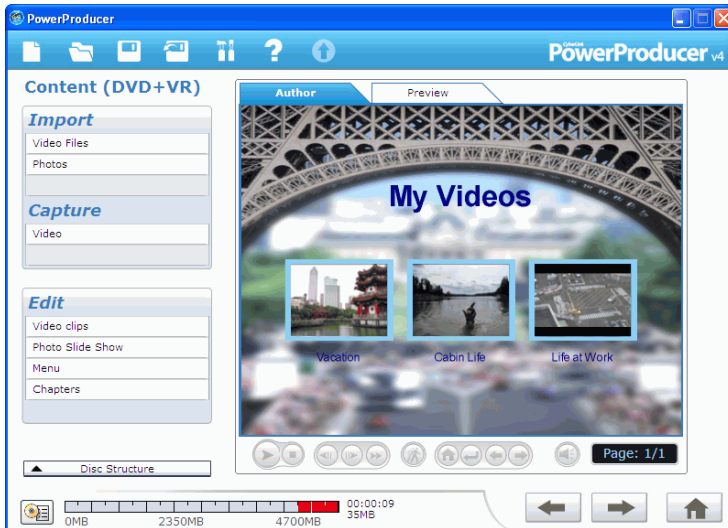 PowerProducer
CyberLink
PowerProducer v4
Content (DVD+VR)
Import
Video Files
Photos
Capture
Video
Edit
Video clips
Photo Slide Show
Menu
Chapters
Disc Structure
Author
Preview
My Videos
Vacation
Cabin Life
Life at Work
Page: 1/1
00:00:09
35MB
0MB
2350MB
4700MB